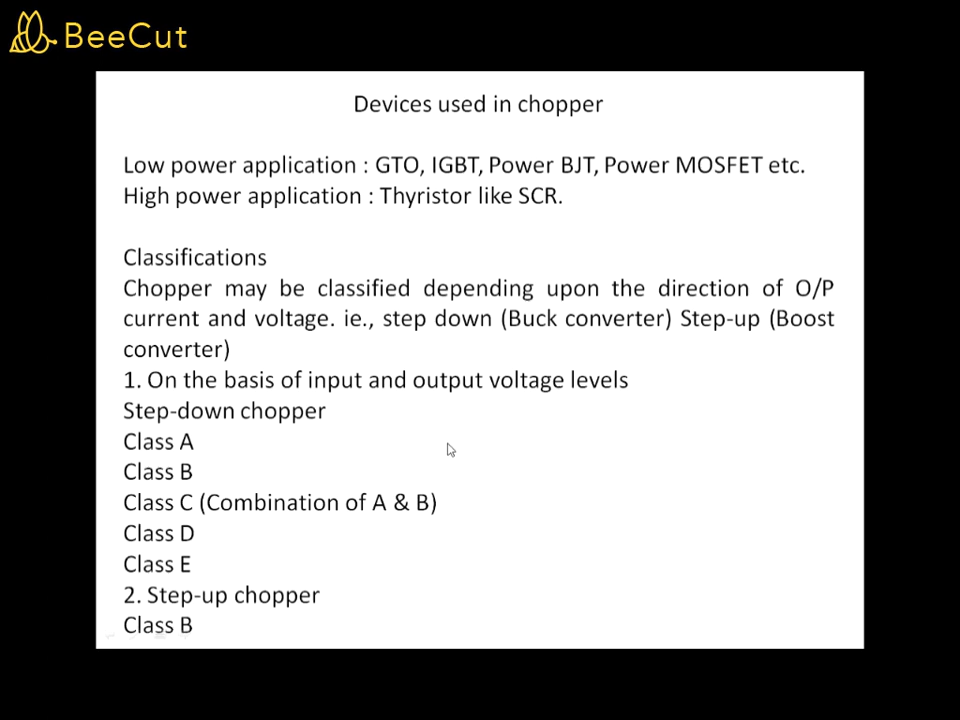 BeeCut
Devices used in chopper
Low power application : GTO, IGBT, Power BJT, Power MOSFET etc.
High power application : Thyristor like SCR.
Classifications
Chopper may be classified depending upon the direction of O/P
current and voltage. ie., step down (Buck converter) Step-up (Boost
converter)
1. On the basis of input and output voltage levels
Step-down chopper
Class A
Class B
Class C (Combination of A & B)
Class D
Class E
2. Step-up chopper
Class B